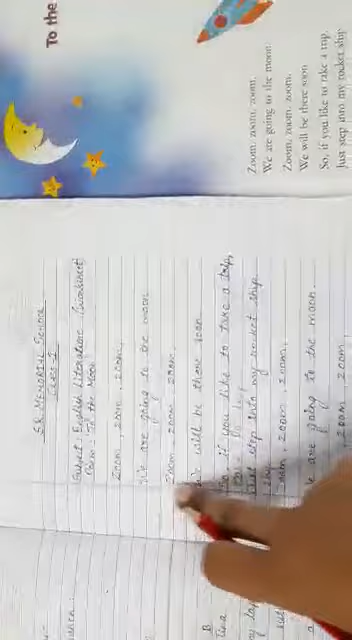 To the
Zoom, zoom, zoom,
We are going to the moon.
Zoom, zoom, zoom,
We will be there soon.
So, if you like to take a trip,
Just step into my rocket ship.
S.K. Memorial School
Class-1
Subject: English Literature (Worksheet)
Poem: To the Moon
Zoom, zoom, zoom,
We are going to the moon
Zoom, zoom, zoom,
We will be there soon
So if you like to take a trip,
Just step into my rocket ship
Zoom, zoom, zoom,
We are going to the moon.
zoom zoom
B